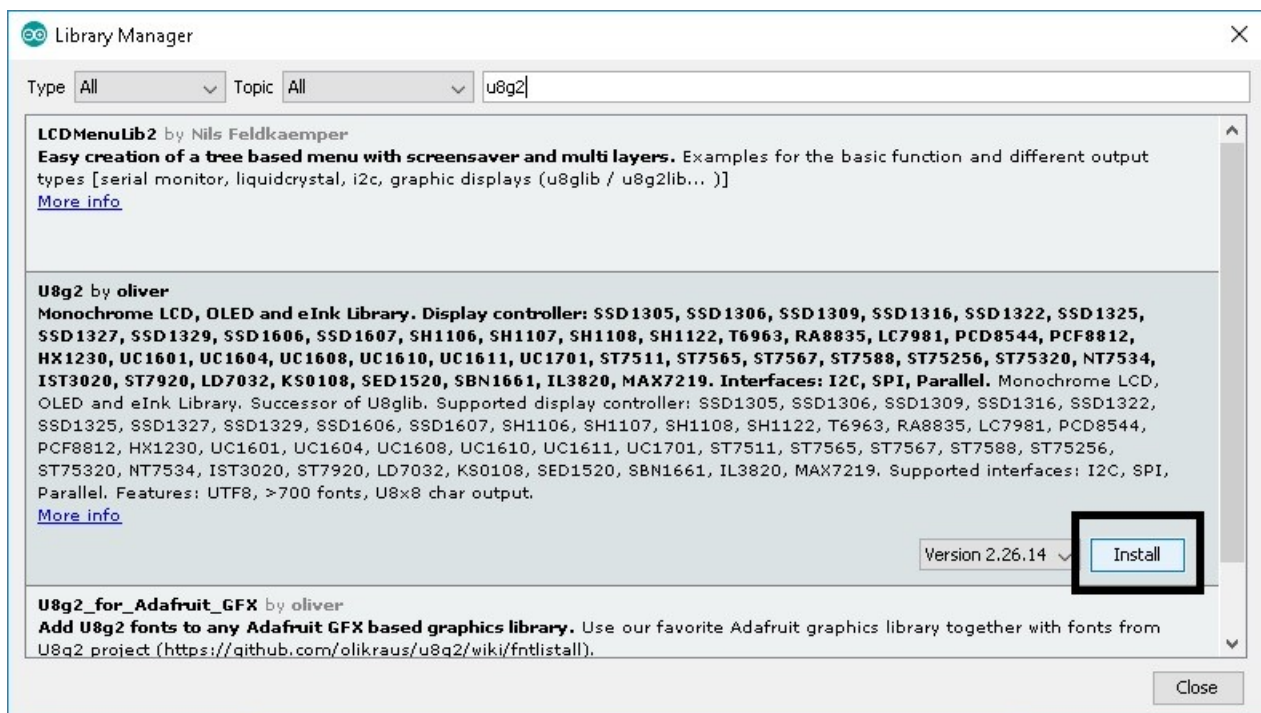 Library Manager
Type All Topic All u8g2
LCDMenuLib2 by Nils Feldkaemper
Easy creation of a tree based menu with screensaver and multi layers. Examples for the basic function and different output
types [serial monitor, liquidcrystal, i2c, graphic displays (u8glib / u8g2lib... )]
More info
U8g2 by oliver
Monochrome LCD, OLED and eInk Library. Display controller: SSD1305, SSD1306, SSD1309, SSD1316, SSD1322, SSD1325,
SSD1327, SSD1329, SSD1606, SSD1607, SH1106, SH1107, SH1108, SH1122, T6963, RA8835, LC7981, PCD8544, PCF8812,
HX1230, UC1601, UC1604, UC1608, UC1610, UC1611, UC1701, ST7511, ST7565, ST7567, ST7588, ST75256, ST75320, NT7534,
IST3020, ST7920, LD7032, KS0108, SED1520, SBN1661, IL3820, MAX7219. Interfaces: I2C, SPI, Parallel. Monochrome LCD,
OLED and eInk Library. Successor of U8glib. Supported display controller: SSD1305, SSD1306, SSD1309, SSD1316, SSD1322,
SSD1325, SSD1327, SSD1329, SSD1606, SSD1607, SH1106, SH1107, SH1108, SH1122, T6963, RA8835, LC7981, PCD8544,
PCF8812, HX1230, UC1601, UC1604, UC1608, UC1610, UC1611, UC1701, ST7511, ST7565, ST7567, ST7588, ST75256,
ST75320, NT7534, IST3020, ST7920, LD7032, KS0108, SED1520, SBN1661, IL3820, MAX7219. Supported interfaces: I2C, SPI,
Parallel. Features: UTF8, >700 fonts, U8x8 char output.
More info
Version 2.26.14 Install
U8g2_for_Adafruit_GFX by oliver
Add U8g2 fonts to any Adafruit GFX based graphics library. Use our favorite Adafruit graphics library together with fonts from
U8g2 project (https://github.com/olikraus/u8g2/wiki/fntlistall).
Close